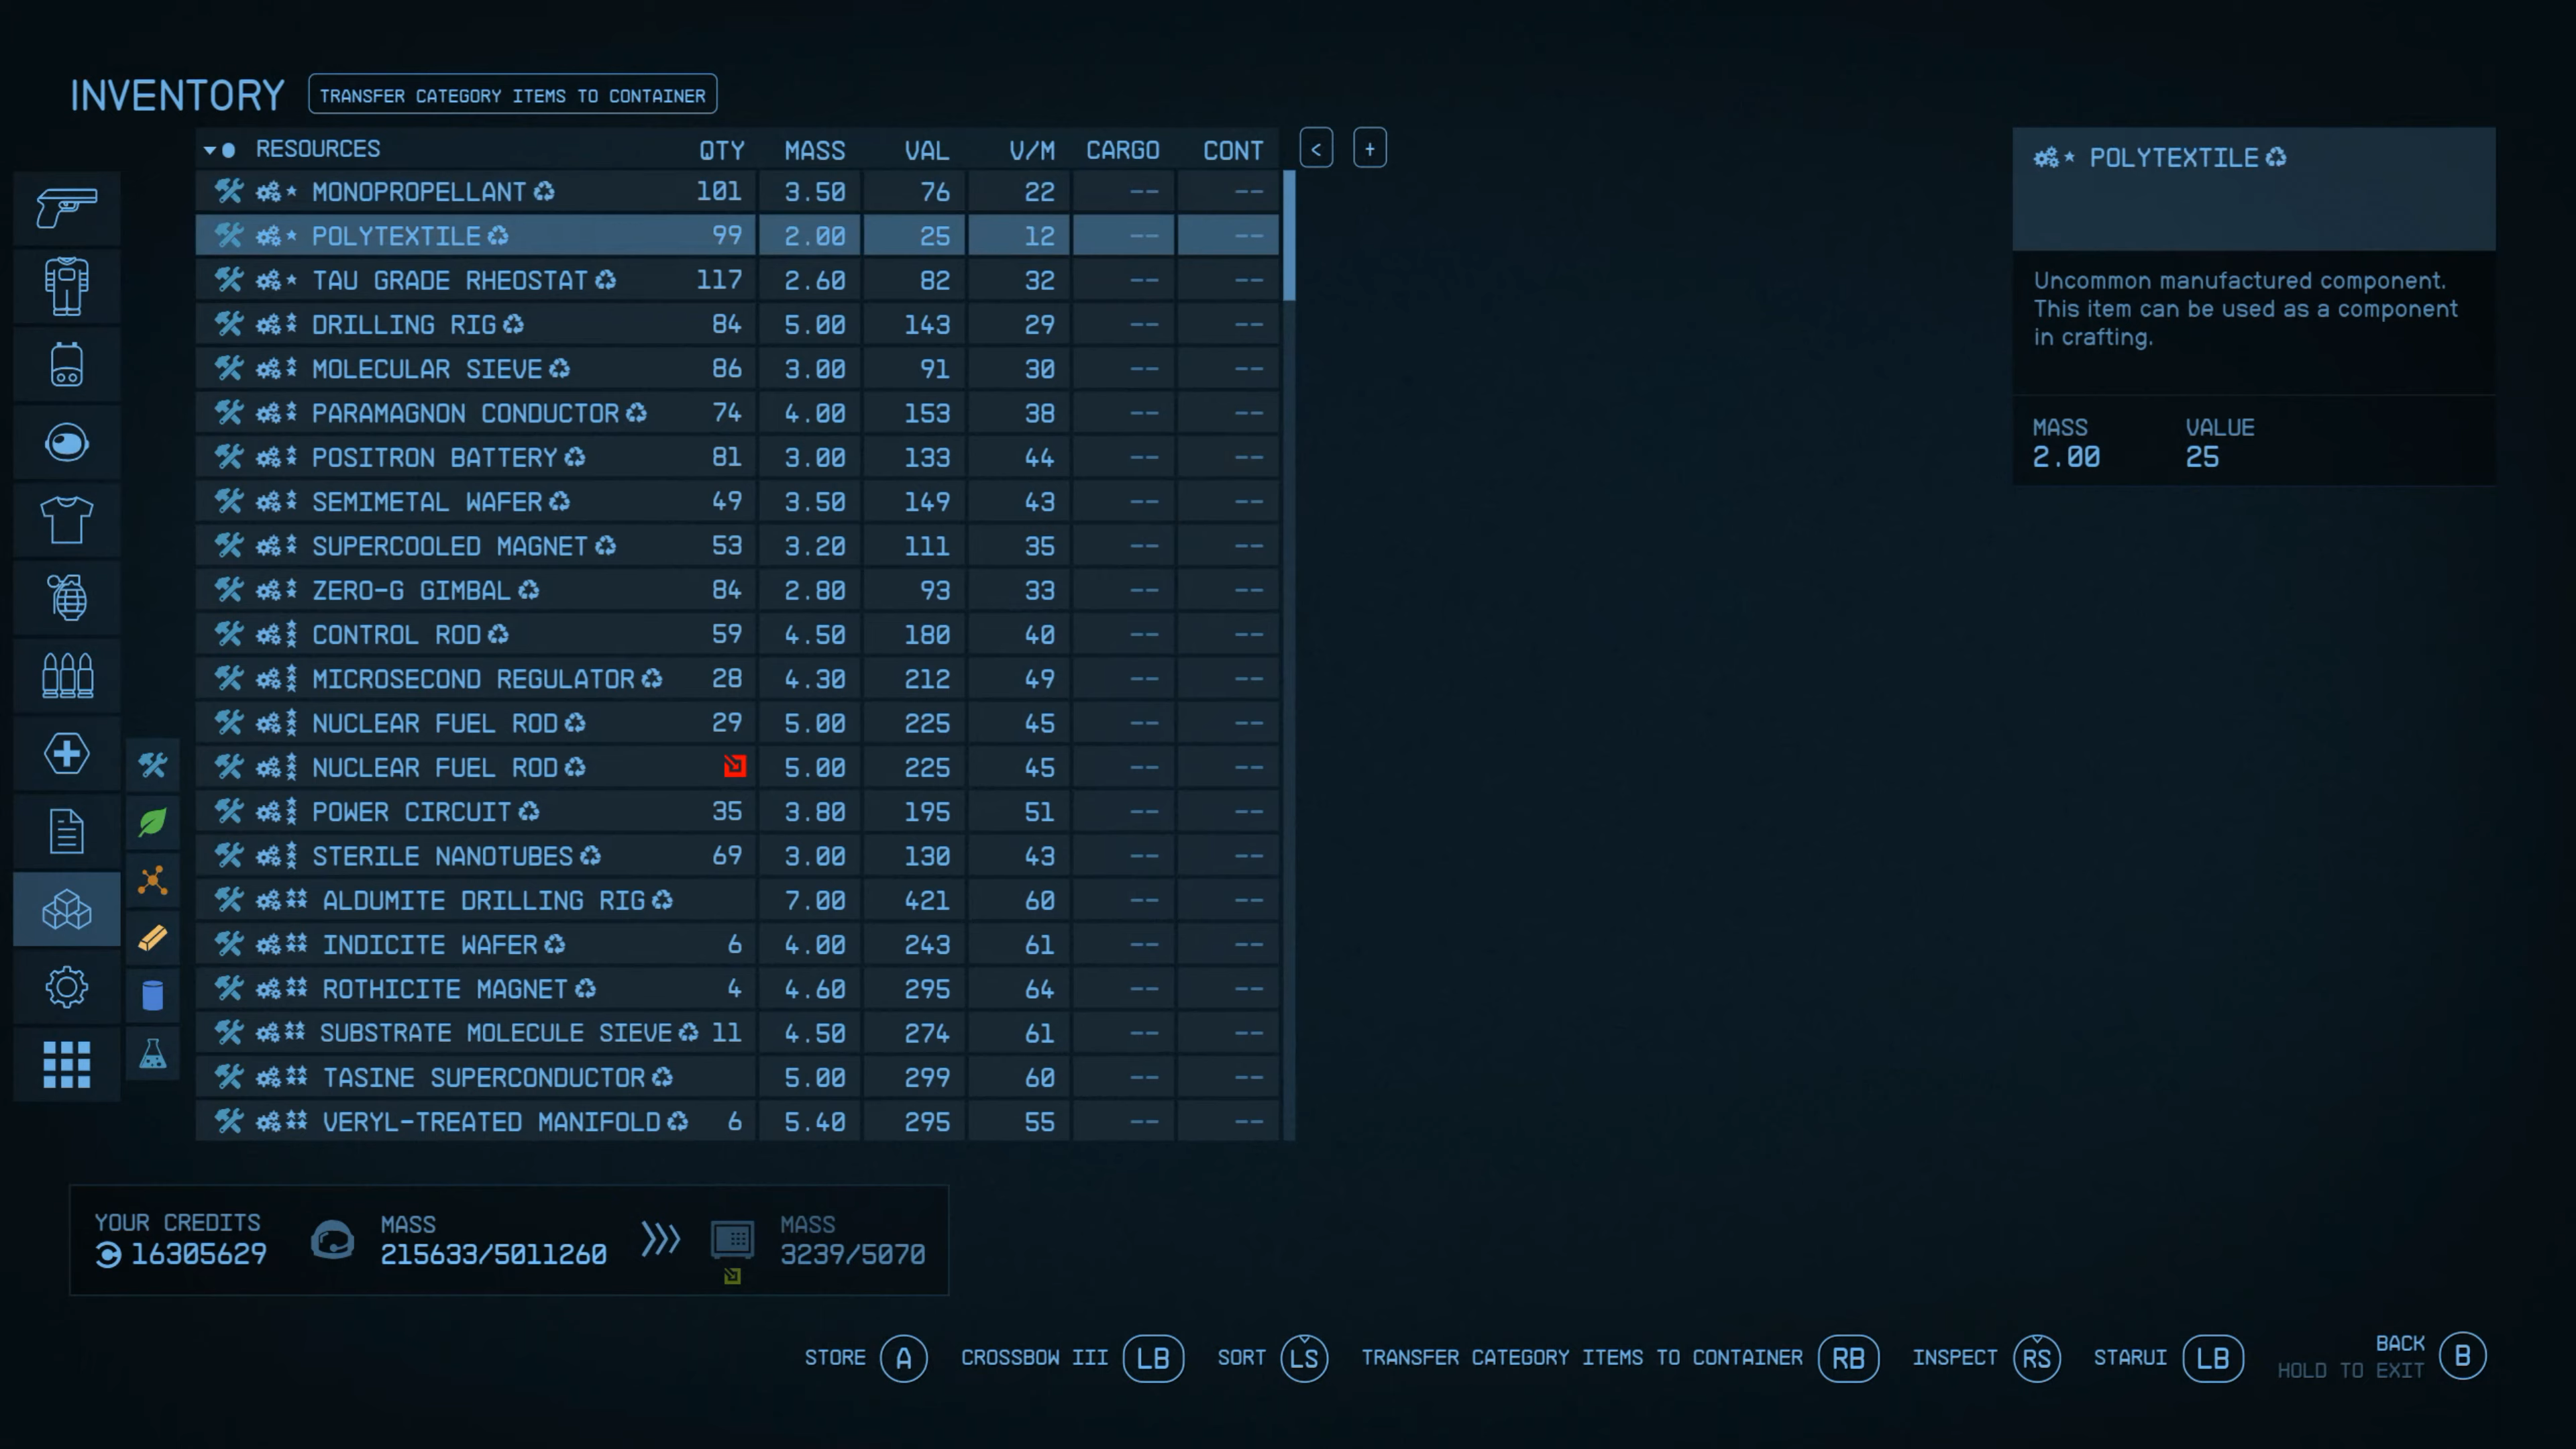 INVENTORY TRANSFER CATEGORY ITEMS TO CONTAINER
RESOURCES QTY MASS VAL V/M CARGO CONT < +
MONOPROPELLANT 101 3.50 76 22 -- --
POLYTEXTILE 99 2.00 25 12 -- --
TAU GRADE RHEOSTAT 117 2.60 82 32 -- --
DRILLING RIG 84 5.00 143 29 -- --
MOLECULAR SIEVE 86 3.00 91 30 -- --
PARAMAGNON CONDUCTOR 74 4.00 153 38 -- --
POSITRON BATTERY 81 3.00 133 44 -- --
SEMIMETAL WAFER 49 3.50 149 43 -- --
SUPERCOOLED MAGNET 53 3.20 111 35 -- --
ZERO-G GIMBAL 84 2.80 93 33 -- --
CONTROL ROD 59 4.50 180 40 -- --
MICROSECOND REGULATOR 28 4.30 212 49 -- --
NUCLEAR FUEL ROD 29 5.00 225 45 -- --
NUCLEAR FUEL ROD 5.00 225 45 -- --
POWER CIRCUIT 35 3.80 195 51 -- --
STERILE NANOTUBES 69 3.00 130 43 -- --
ALDUMITE DRILLING RIG 7.00 421 60 -- --
INDICITE WAFER 6 4.00 243 61 -- --
ROTHICITE MAGNET 4 4.60 295 64 -- --
SUBSTRATE MOLECULE SIEVE 11 4.50 274 61 -- --
TASINE SUPERCONDUCTOR 5.00 299 60 -- --
VERYL-TREATED MANIFOLD 6 5.40 295 55 -- --
POLYTEXTILE
Uncommon manufactured component.
This item can be used as a component
in crafting.
MASS VALUE
2.00 25
YOUR CREDITS MASS MASS
16305629 215633/5011260 3239/5070
STORE A CROSSBOW III LB SORT LS TRANSFER CATEGORY ITEMS TO CONTAINER RB INSPECT RS STARUI LB BACK B
HOLD TO EXIT